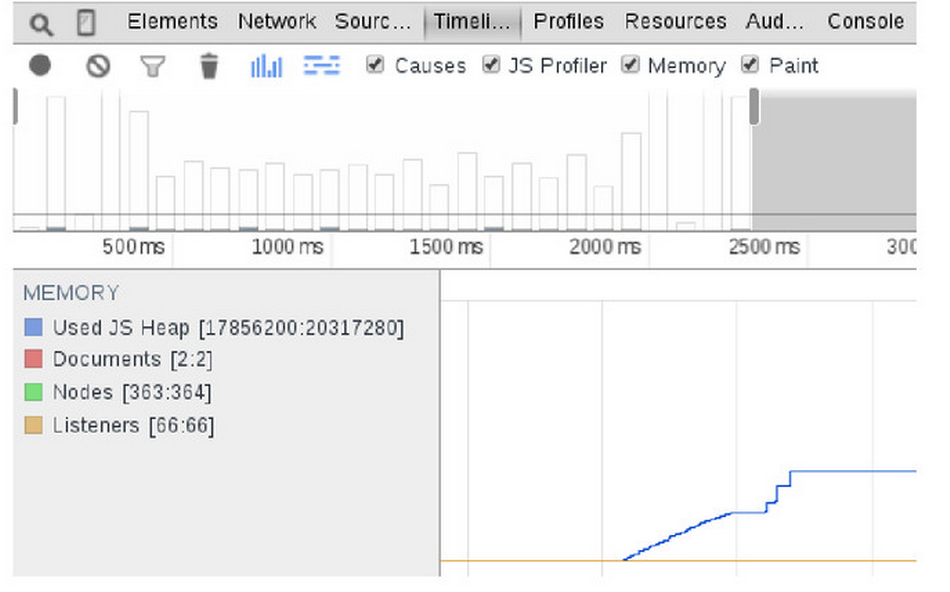 Elements Network Sourc... Timeli... Profiles Resources Aud... Console
Causes JS Profiler Memory Paint
500 ms 1000 ms 1500 ms 2000 ms 2500 ms 300
MEMORY
Used JS Heap [17856200:20317280]
Documents [2:2]
Nodes [363:364]
Listeners [66:66]